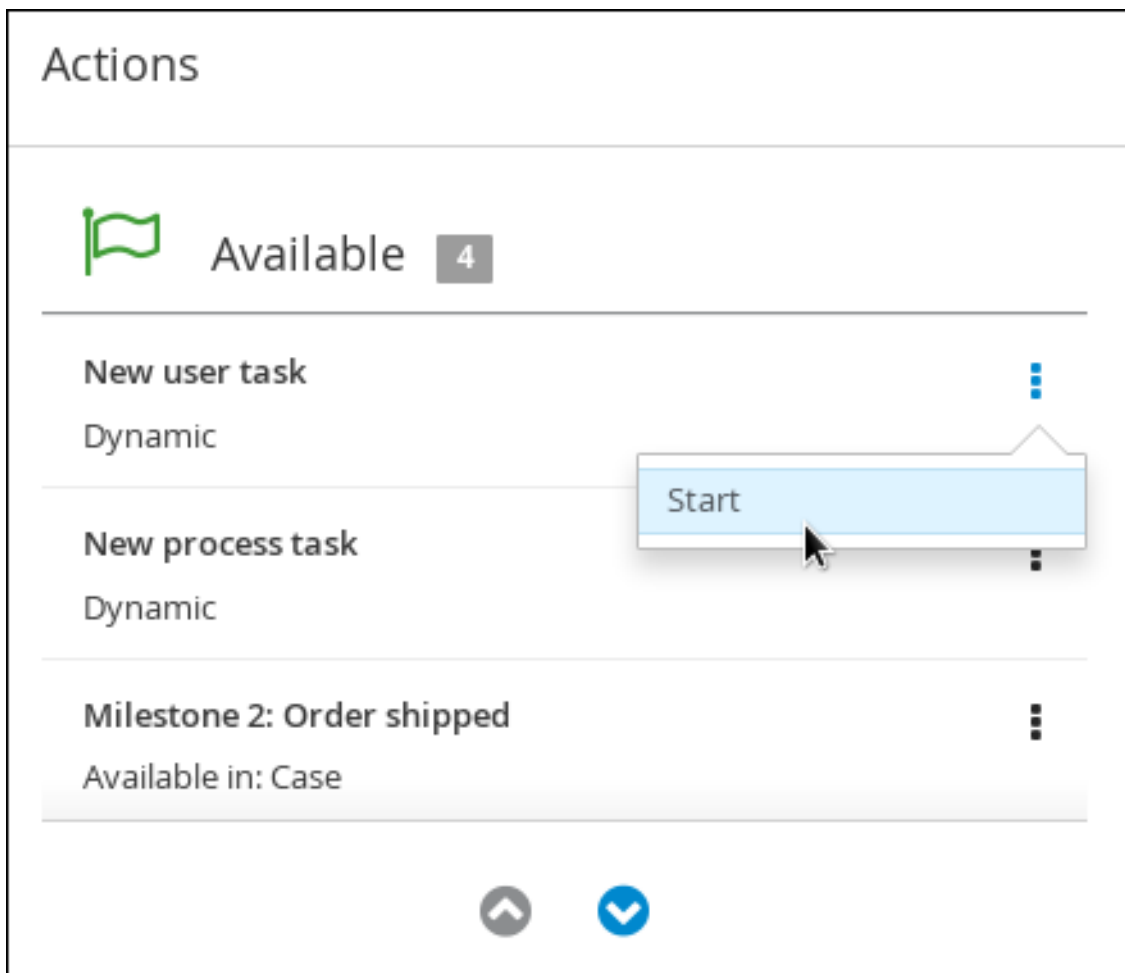 Actions
Available 4
New user task
Dynamic
Start
New process task
Dynamic
Milestone 2: Order shipped
Available in: Case